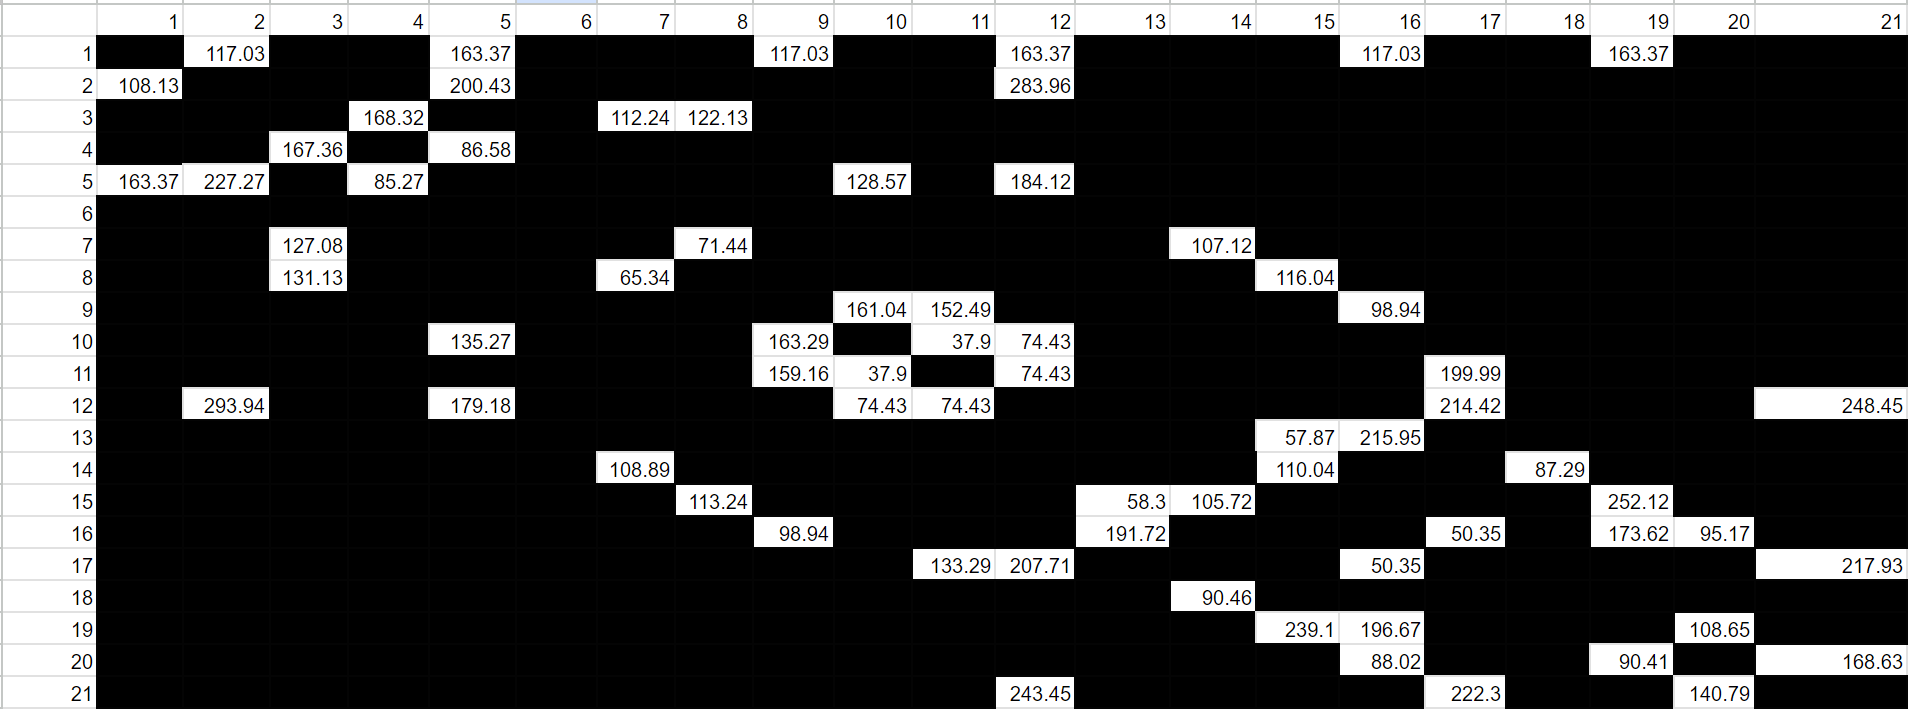 1 2 3 4 5 6 7 8 9 10 11 12 13 14 15 16 17 18 19 20 21
1 117.03 163.37 117.03 163.37 117.03 163.37
2 108.13 200.43 283.96
3 168.32 112.24 122.13
4 167.36 86.58
5 163.37 227.27 85.27 128.57 184.12
6
7 127.08 71.44 107.12
8 131.13 65.34 116.04
9 161.04 152.49 98.94
10 135.27 163.29 37.9 74.43
11 159.16 37.9 74.43 199.99
12 293.94 179.18 74.43 74.43 214.42 248.45
13 57.87 215.95
14 108.89 110.04 87.29
15 113.24 58.3 105.72 252.12
16 98.94 191.72 50.35 173.62 95.17
17 133.29 207.71 50.35 217.93
18 90.46
19 239.1 196.67 108.65
20 88.02 90.41 168.63
21 243.45 222.3 140.79